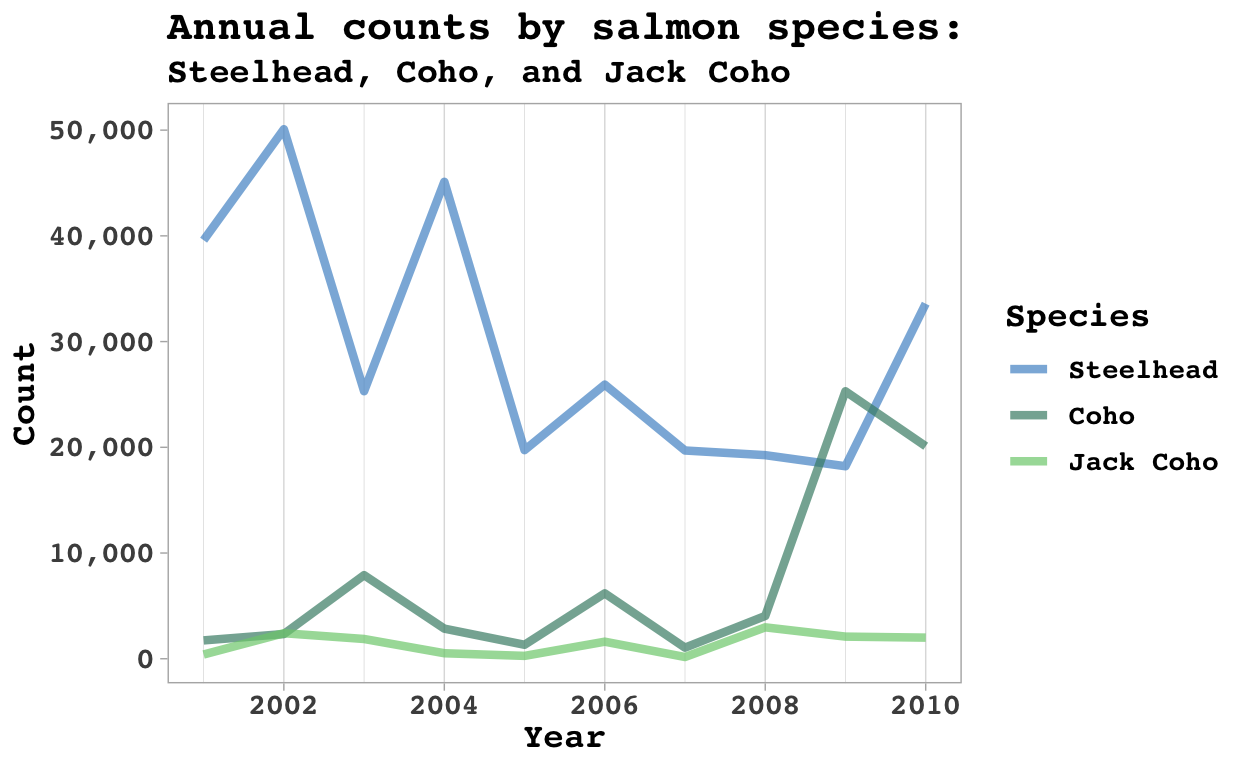 Annual counts by salmon species:
Steelhead, Coho, and Jack Coho
50,000
40,000
30,000
20,000
10,000
0
Count
2002 2004 2006 2008 2010
Year
Species
Steelhead
Coho
Jack Coho